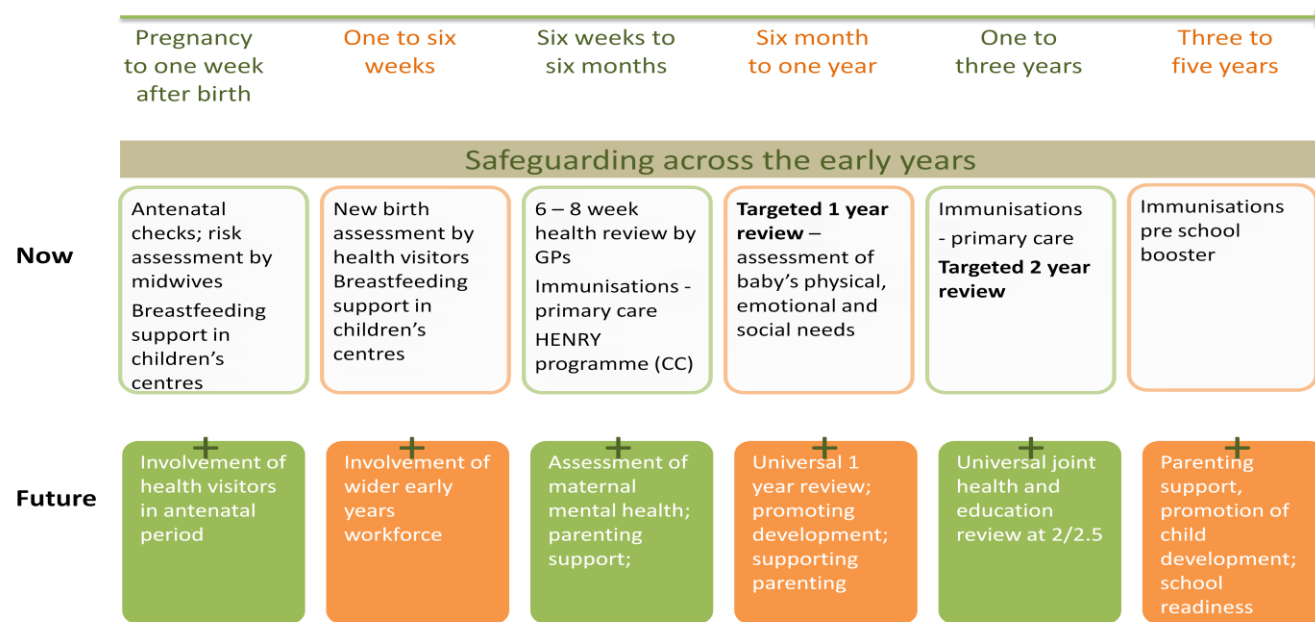 Pregnancy
to one week
after birth
One to six
weeks
Six weeks to
six months
Six month
to one year
One to
three years
Three to
five years
Safeguarding across the early years
Now
Antenatal
checks; risk
assessment by
midwives
Breastfeeding
support in
children's
centres
New birth
assessment by
health visitors
Breastfeeding
support in
children's
centres
6 – 8 week
health review by
GPs
Immunisations -
primary care
HENRY
programme (CC)
Targeted 1 year
review –
assessment of
baby's physical,
emotional and
social needs
Immunisations
- primary care
Targeted 2 year
review
Immunisations
pre school
booster
Future
+
Involvement of
health visitors
in antenatal
period
+
Involvement of
wider early
years
workforce
+
Assessment of
maternal
mental health;
parenting
support;
+
Universal 1
year review;
promoting
development;
supporting
parenting
+
Universal joint
health and
education
review at 2/2.5
+
Parenting
support,
promotion of
child
development;
school
readiness